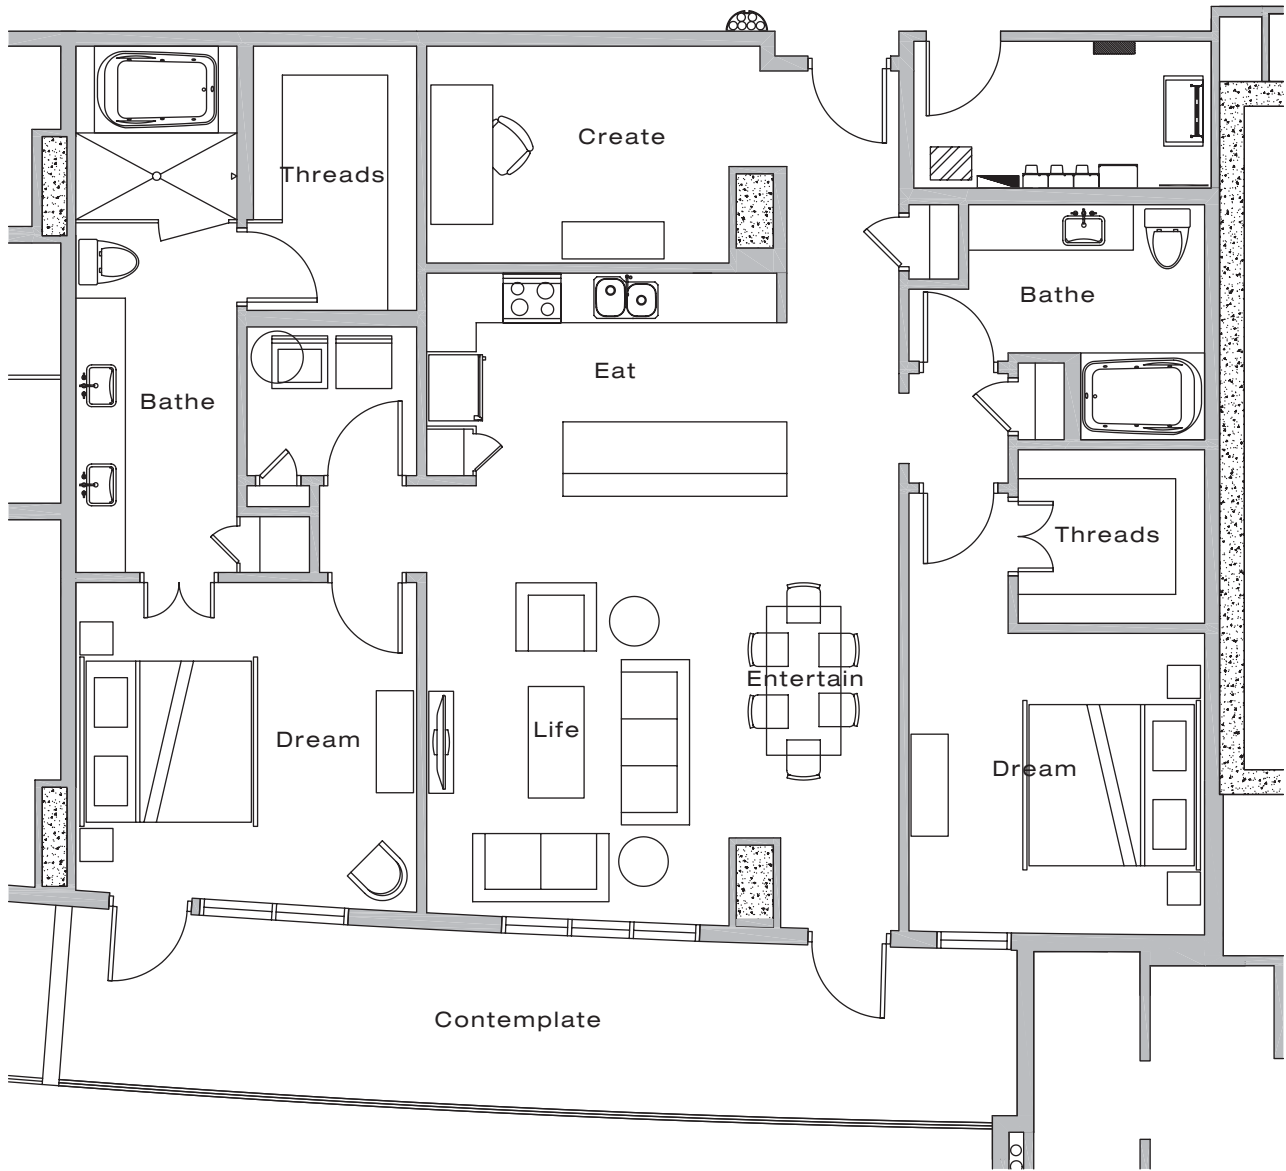 Create
Threads
Bathe
Eat
Bathe
Threads
Entertain
Life
Dream
Dream
Contemplate